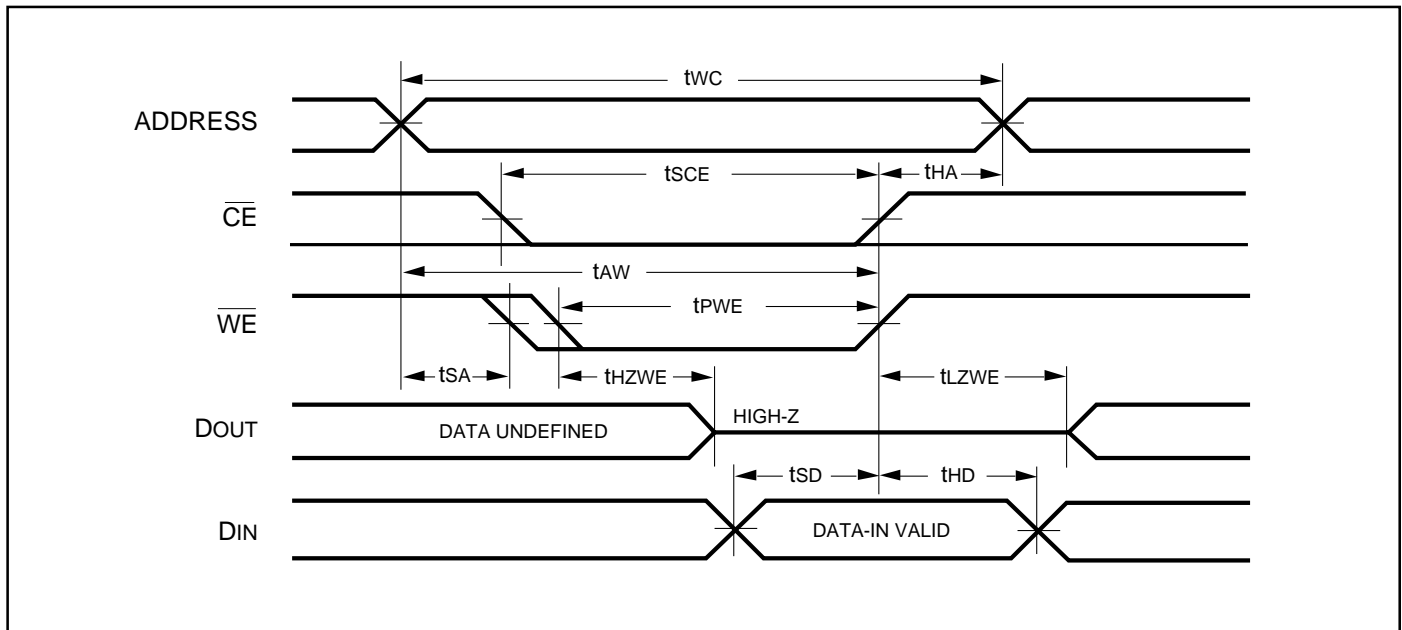 tWC
ADDRESS
tSCE
tHA
CE
tAW
tPWE
WE
tSA
tHZWE
tLZWE
DOUT
DATA UNDEFINED
HIGH-Z
tSD
tHD
DIN
DATA-IN VALID